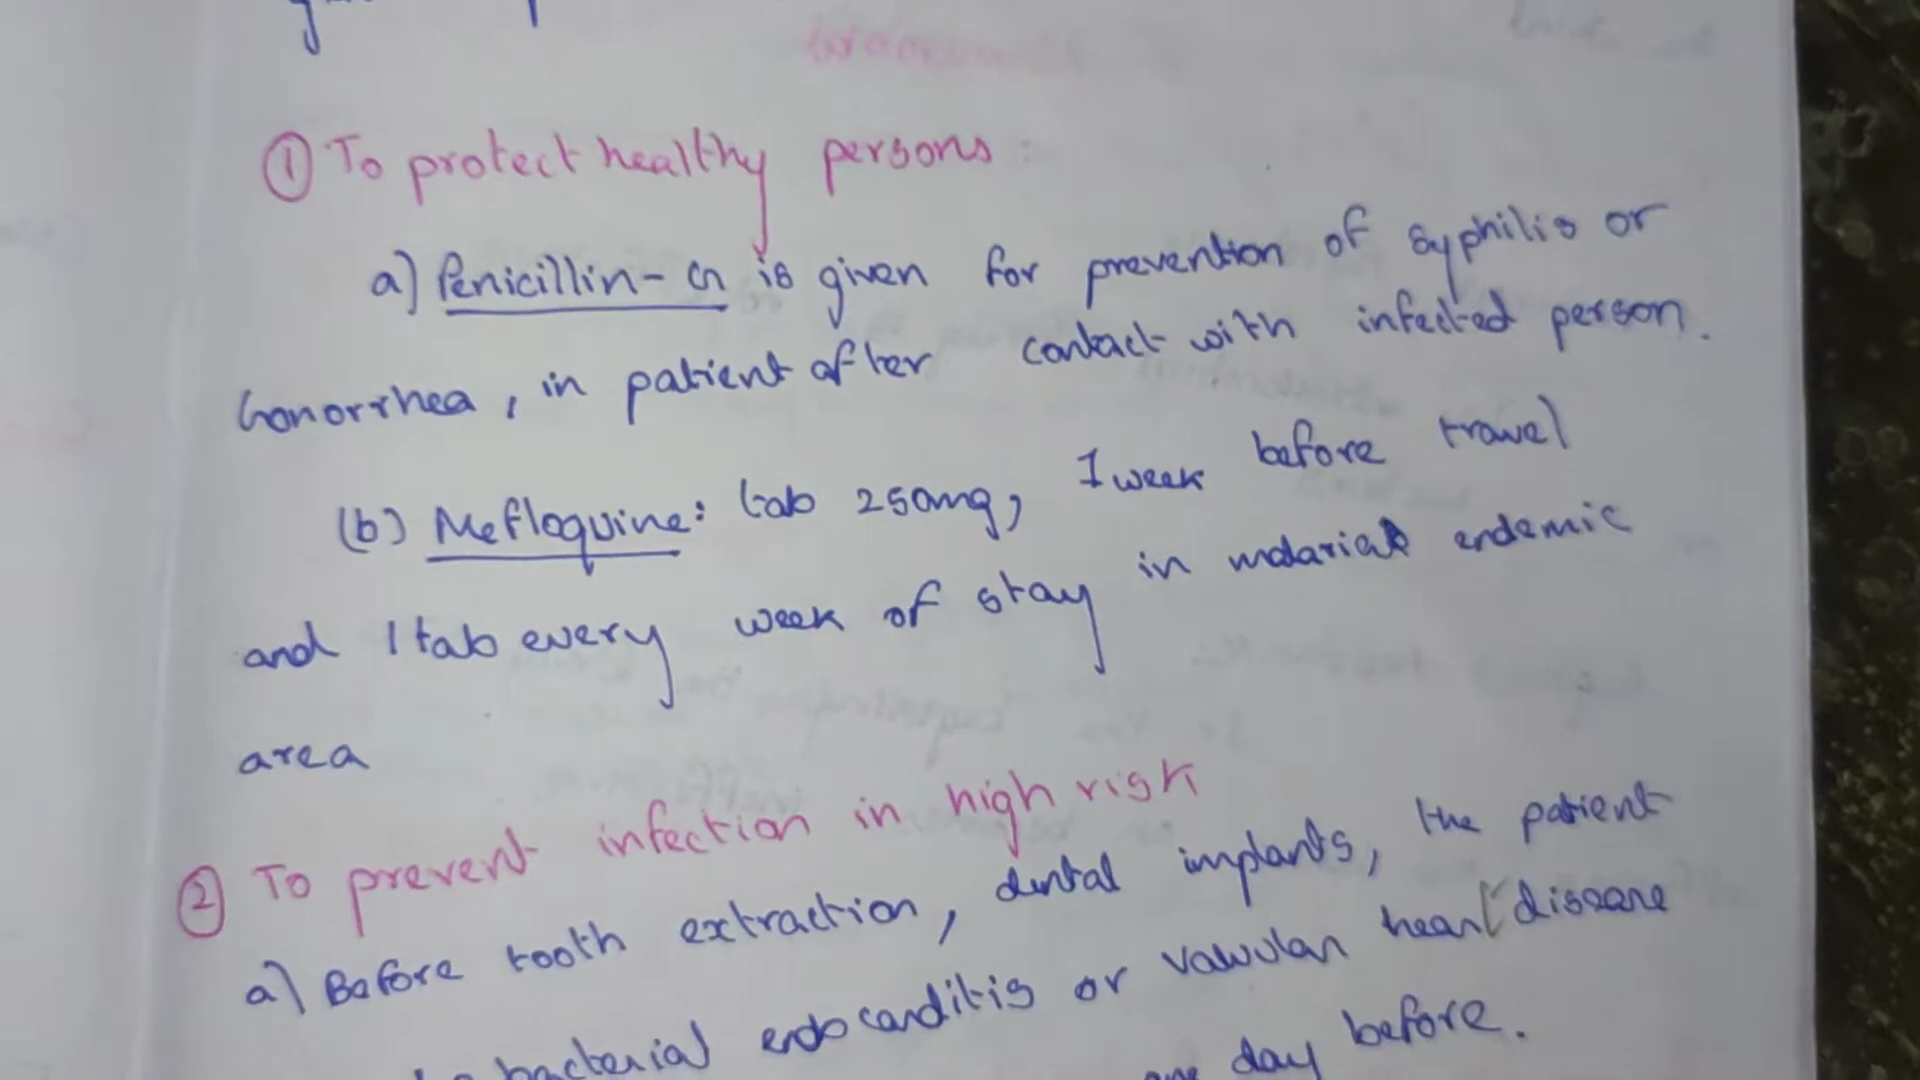 ① To protect healthy persons:
a) Penicillin-G is given for prevention of syphilis or
Gonorrhea, in patient after contact with infected person.
(b) Mefloquine: tab 250mg, 1 week before travel
and 1 tab every week of stay in malarial endemic
area
② To prevent infection in high risk
a) Before tooth extraction, dental implants, the patient
bacterial endocarditis or valvular heart disease
day before.